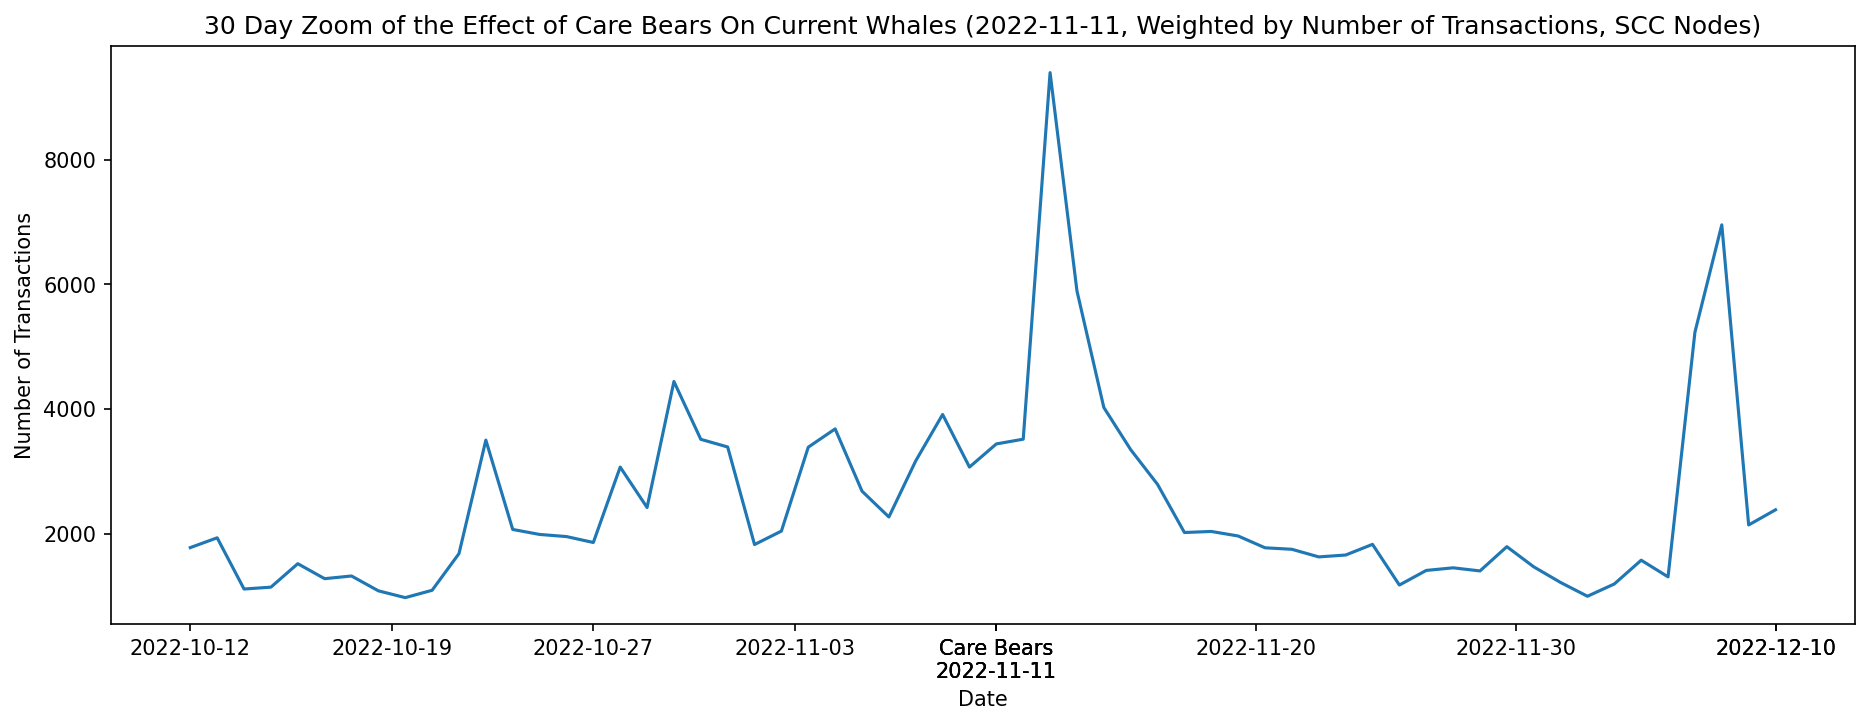 30 Day Zoom of the Effect of Care Bears On Current Whales (2022-11-11, Weighted by Number of Transactions, SCC Nodes)
Number of Transactions
8000
6000
4000
2000
2022-10-12 2022-10-19 2022-10-27 2022-11-03 Care Bears 2022-11-20 2022-11-30 2022-12-10
2022-11-11
Date